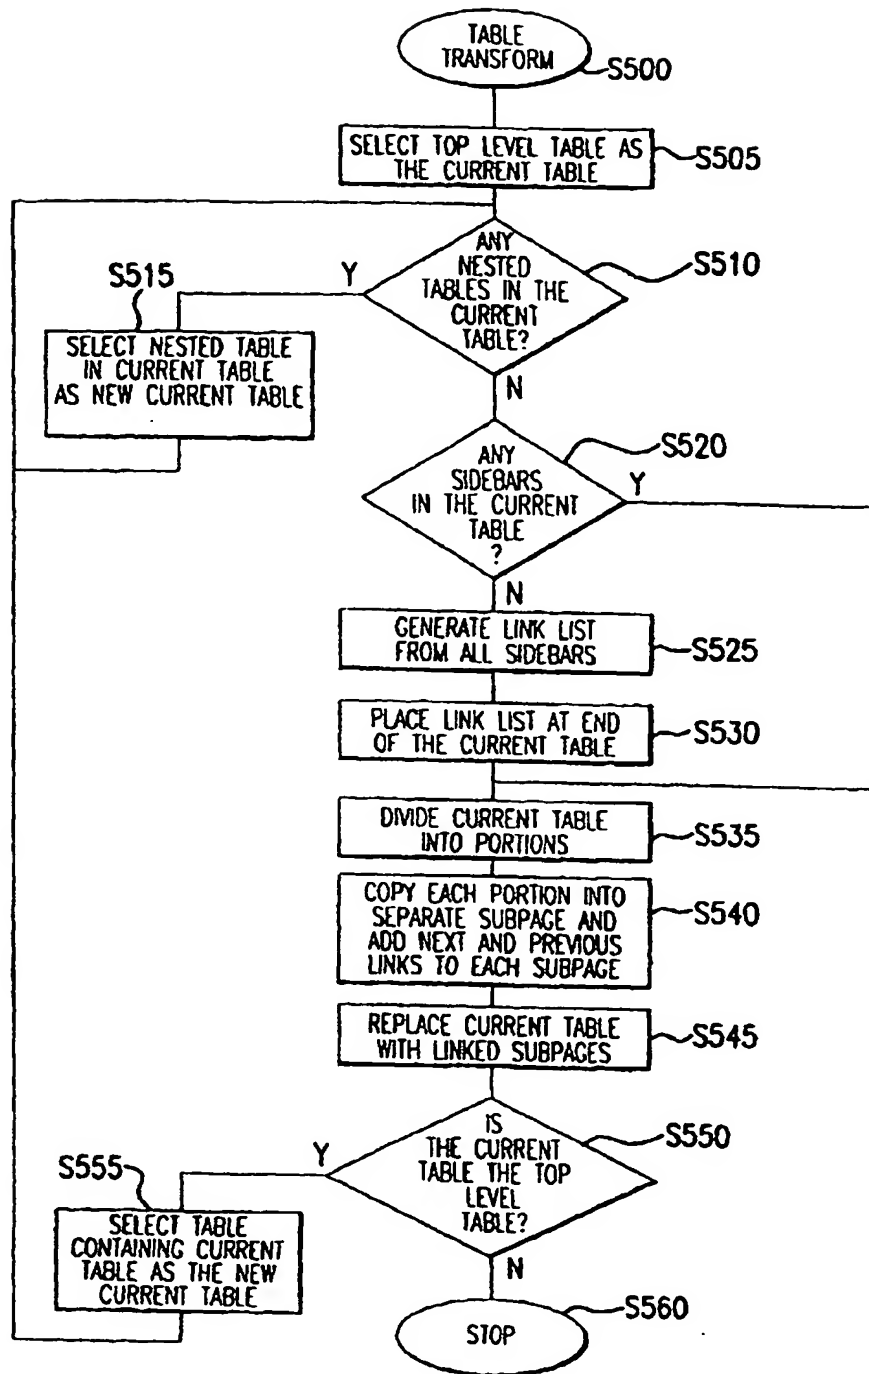 TABLE
TRANSFORM
S500
SELECT TOP LEVEL TABLE AS
THE CURRENT TABLE
S505
ANY
NESTED
TABLES IN THE
CURRENT
TABLE?
S510
Y
N
S515
SELECT NESTED TABLE
IN CURRENT TABLE
AS NEW CURRENT TABLE
ANY
SIDEBARS
IN THE CURRENT
TABLE
?
S520
Y
N
GENERATE LINK LIST
FROM ALL SIDEBARS
S525
PLACE LINK LIST AT END
OF THE CURRENT TABLE
S530
DIVIDE CURRENT TABLE
INTO PORTIONS
S535
COPY EACH PORTION INTO
SEPARATE SUBPAGE AND
ADD NEXT AND PREVIOUS
LINKS TO EACH SUBPAGE
S540
REPLACE CURRENT TABLE
WITH LINKED SUBPAGES
S545
IS
THE CURRENT
TABLE THE TOP
LEVEL
TABLE?
S550
Y
N
S555
SELECT TABLE
CONTAINING CURRENT
TABLE AS THE NEW
CURRENT TABLE
STOP
S560